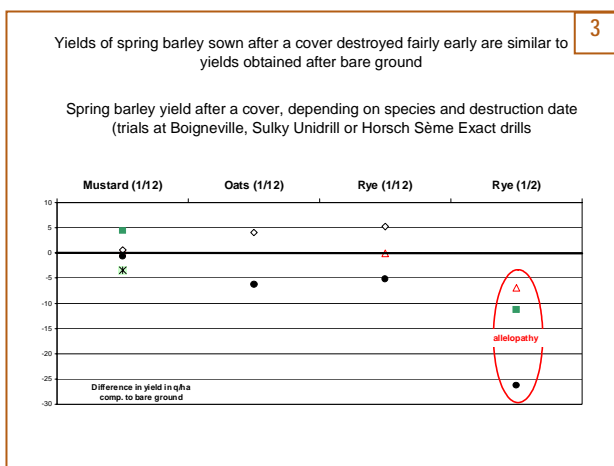 3
Yields of spring barley sown after a cover destroyed fairly early are similar to
yields obtained after bare ground
Spring barley yield after a cover, depending on species and destruction date
(trials at Boigneville, Sulky Unidrill or Horsch Sème Exact drills
Mustard (1/12) Oats (1/12) Rye (1/12) Rye (1/2)
10
5
0
-5
-10
-15
allelopathy
-20
-25
Difference in yield in q/ha
comp. to bare ground
-30